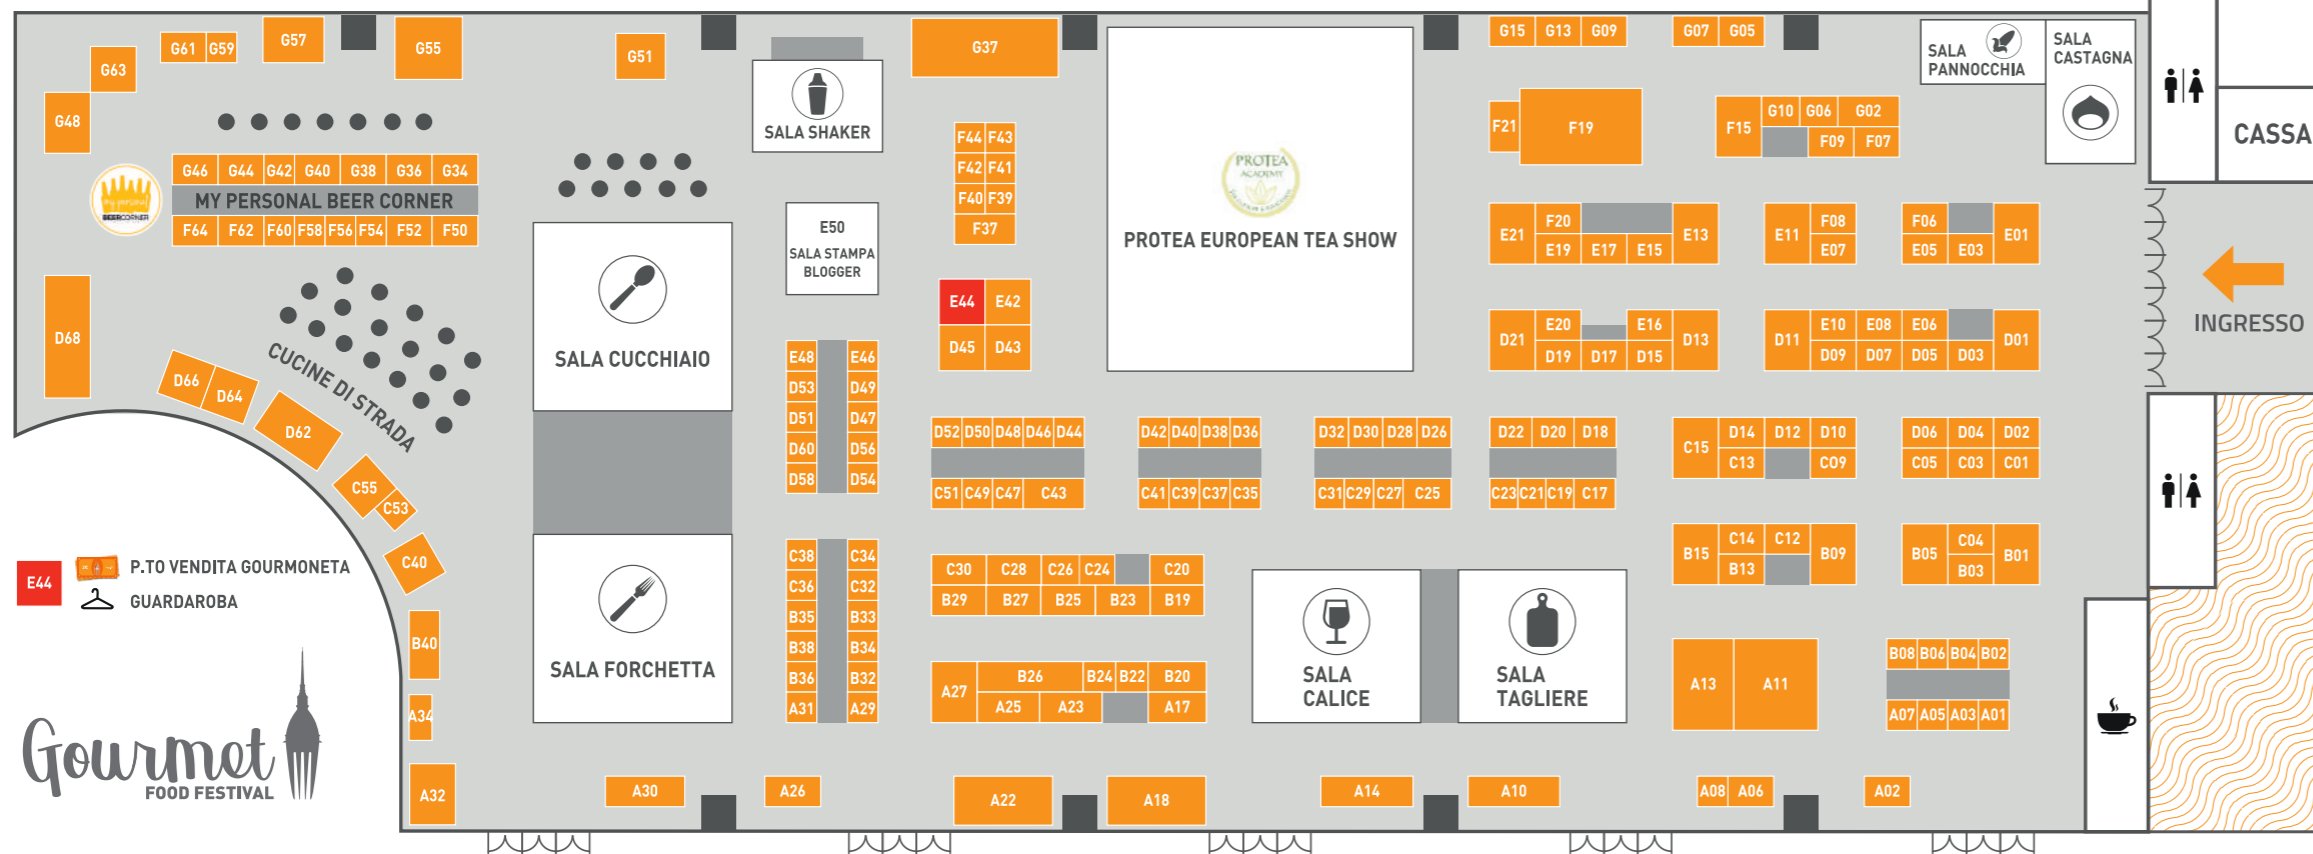 G61 G59 G57 G55 G51 G37 G15 G13 G09 G07 G05
G63
G48
SALA
PANNOCCHIA
SALA
CASTAGNA
CASSA
SALA SHAKER
F44 F43
F42 F41
F40 F39
F37
PROTEA
ACADEMY
PROTEA EUROPEAN TEA SHOW
F21 F19 F15 G10 G06 G02
F09 F07
G46 G44 G42 G40 G38 G36 G34
MY PERSONAL BEER CORNER
F64 F62 F60 F58 F56 F54 F52 F50
my personal
BEERCORNER
E50
SALA STAMPA
BLOGGER
E21 F20 E13 E11 F08 F06 E01
E19 E17 E15 E07 E05 E03
INGRESSO
E44 E42
D45 D43
D68
D66 D64
D62
CUCINE DI STRADA
C55
C53
C40
SALA CUCCHIAIO
E48 E46
D53 D49
D51 D47
D60 D56
D58 D54
D21 E20 E16 D13 D11 E10 E08 E06 D01
D19 D17 D15 D09 D07 D05 D03
D52 D50 D48 D46 D44 D42 D40 D38 D36 D32 D30 D28 D26 D22 D20 D18
C51 C49 C47 C43 C41 C39 C37 C35 C31 C29 C27 C25 C23 C21 C19 C17
C15 D14 D12 D10 D06 D04 D02
C13 CO9 C05 C03 C01
E44
P.TO VENDITA GOURMONETA
GUARDAROBA
SALA FORCHETTA
C38 C34
C36 C32
B35 B33
B38 B34
B36 B32
A31 A29
C30 C28 C26 C24 C20
B29 B27 B25 B23 B19
B15 C14 C12 B09 B05 C04 B01
B13 B03
A27 B26 B24 B22 B20
A25 A23 A17
SALA
CALICE
SALA
TAGLIERE
A13 A11
B08 B06 B04 B02
A07 A05 A03 A01
B40
A34
A32 A30 A26 A22 A18 A14 A10 A08 A06 A02
Gourmet
FOOD FESTIVAL